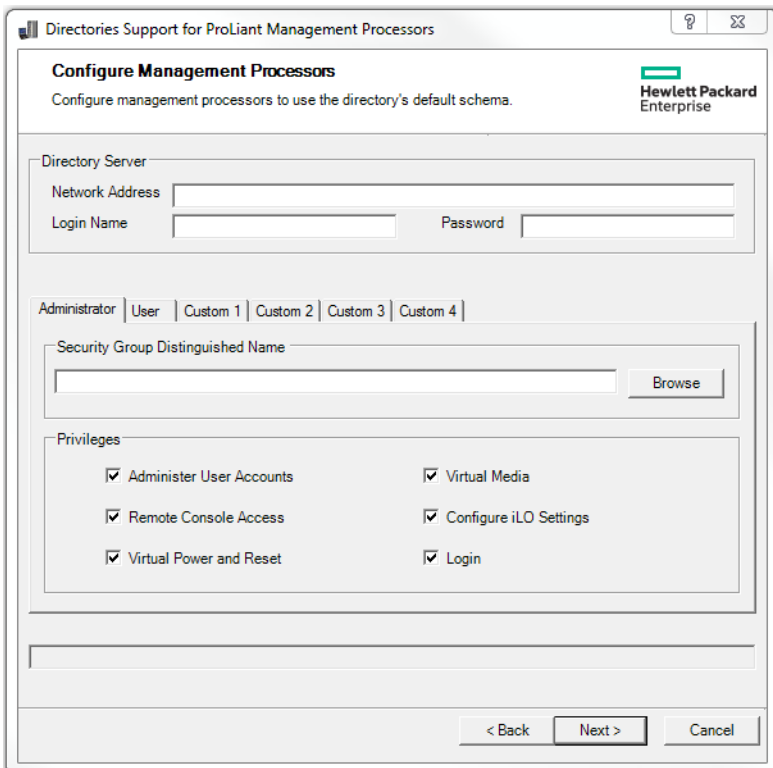 Directories Support for ProLiant Management Processors
Configure Management Processors
Configure management processors to use the directory's default schema.
Hewlett Packard
Enterprise
Directory Server
Network Address
Login Name Password
Administrator User Custom 1 Custom 2 Custom 3 Custom 4
Security Group Distinguished Name
Browse
Privileges
Administer User Accounts Virtual Media
Remote Console Access Configure iLO Settings
Virtual Power and Reset Login
< Back Next > Cancel